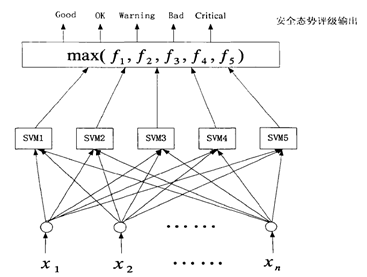 Good OK Warning Bad Critical 安全态势评级输出
max( f1, f2, f3, f4, f5 )
SVM1 SVM2 SVM3 SVM4 SVM5
······
x1 x2 ······ xn